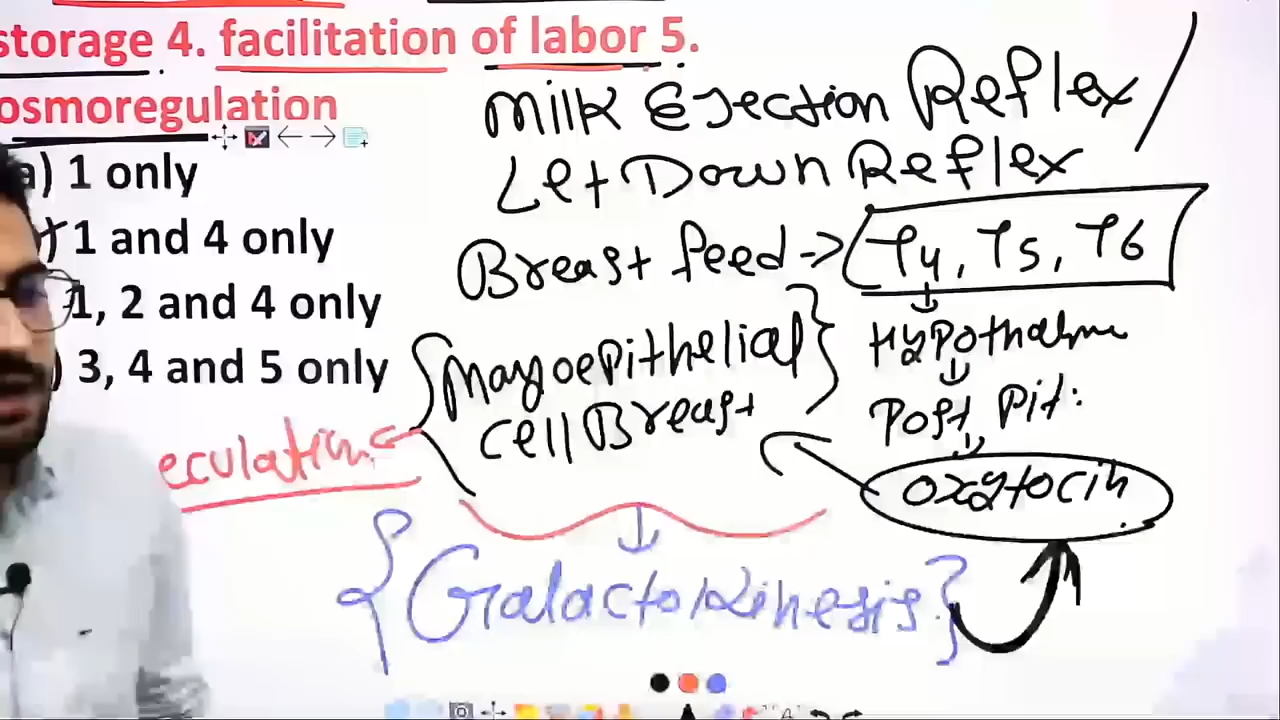 storage 4. facilitation of labor 5.
osmoregulation
a) 1 only
1 and 4 only
1, 2 and 4 only
) 3, 4 and 5 only
Milk Ejection Reflex /
Let Down Reflex
Breast feed -> T4, T5, T6
Hypothalmu
Post Pit:
Oxytocin
Mayoepithelial
Cell Breast
eculation
{Galactokinesis}